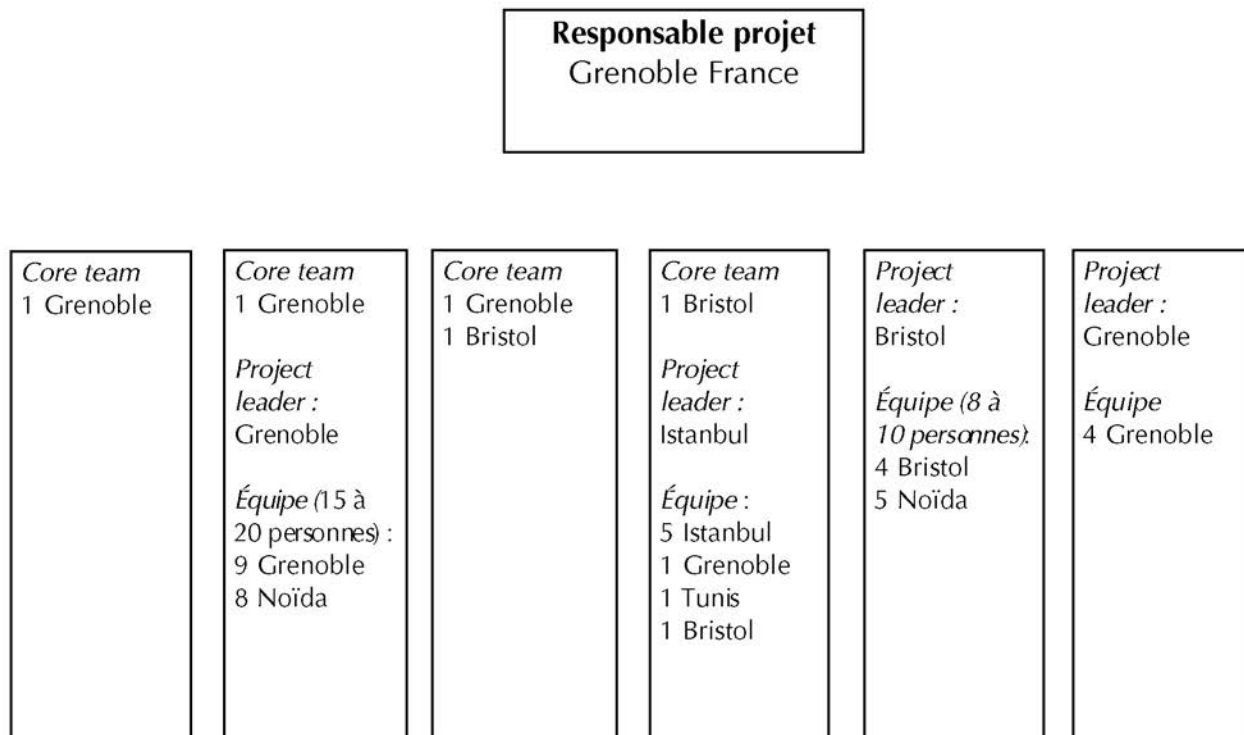 Responsable projet
Grenoble France
Core team
1 Grenoble
Core team
1 Grenoble
Project
leader :
Grenoble
Équipe (15 à
20 personnes) :
9 Grenoble
8 Noïda
Core team
1 Grenoble
1 Bristol
Core team
1 Bristol
Project
leader :
Istanbul
Équipe :
5 Istanbul
1 Grenoble
1 Tunis
1 Bristol
Project
leader :
Bristol
Équipe (8 à
10 personnes):
4 Bristol
5 Noïda
Project
leader :
Grenoble
Équipe
4 Grenoble